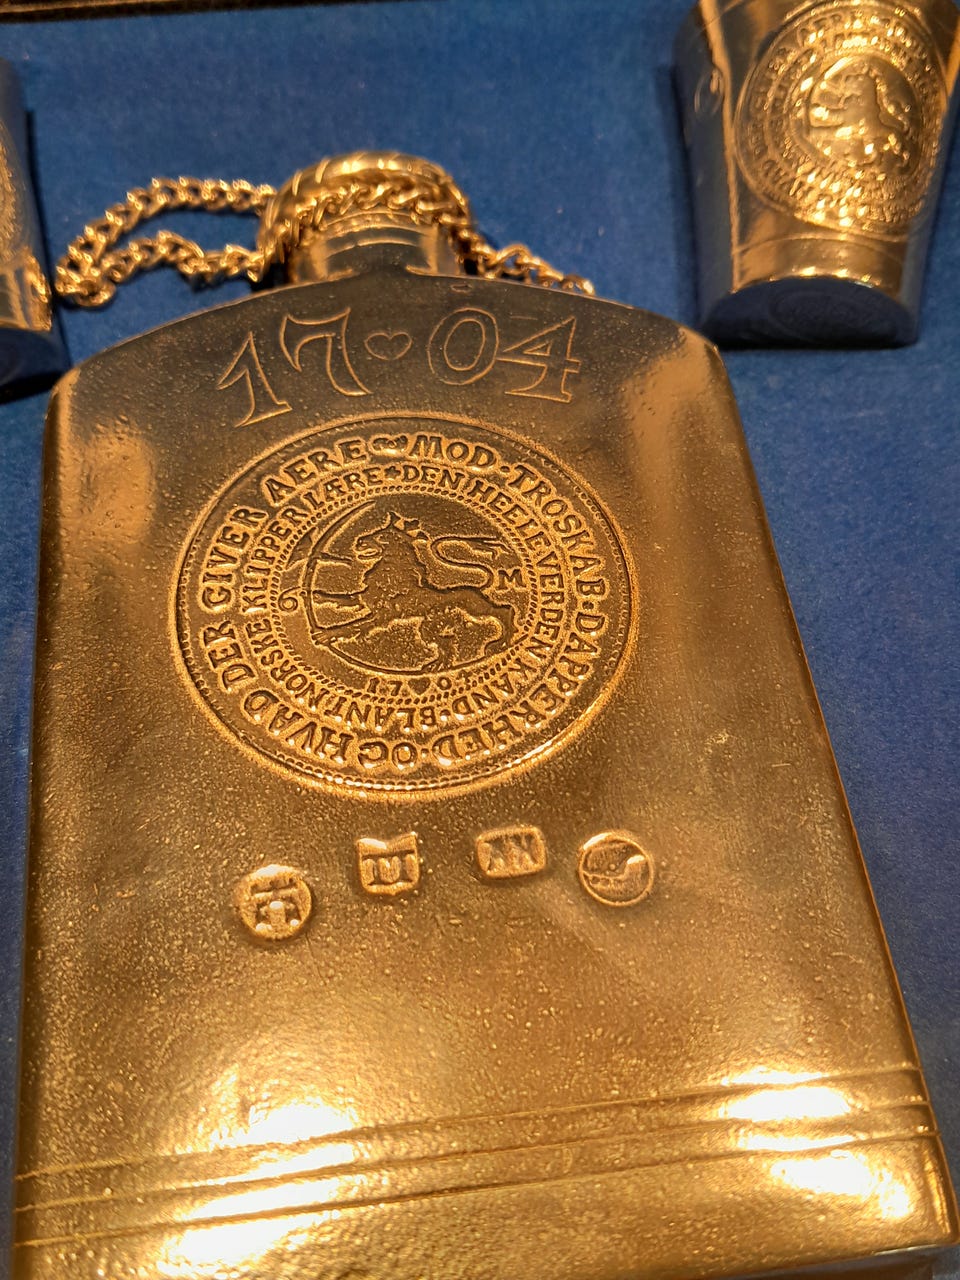 17 ♥ 04
MOD·TROSKAB·DAPPERHED·OG HVAD DER GIVER AERE
DEN HEELE VERDEN KAND·BLANT NORSKE KLIPPER LÆRE
6 M
17♥04